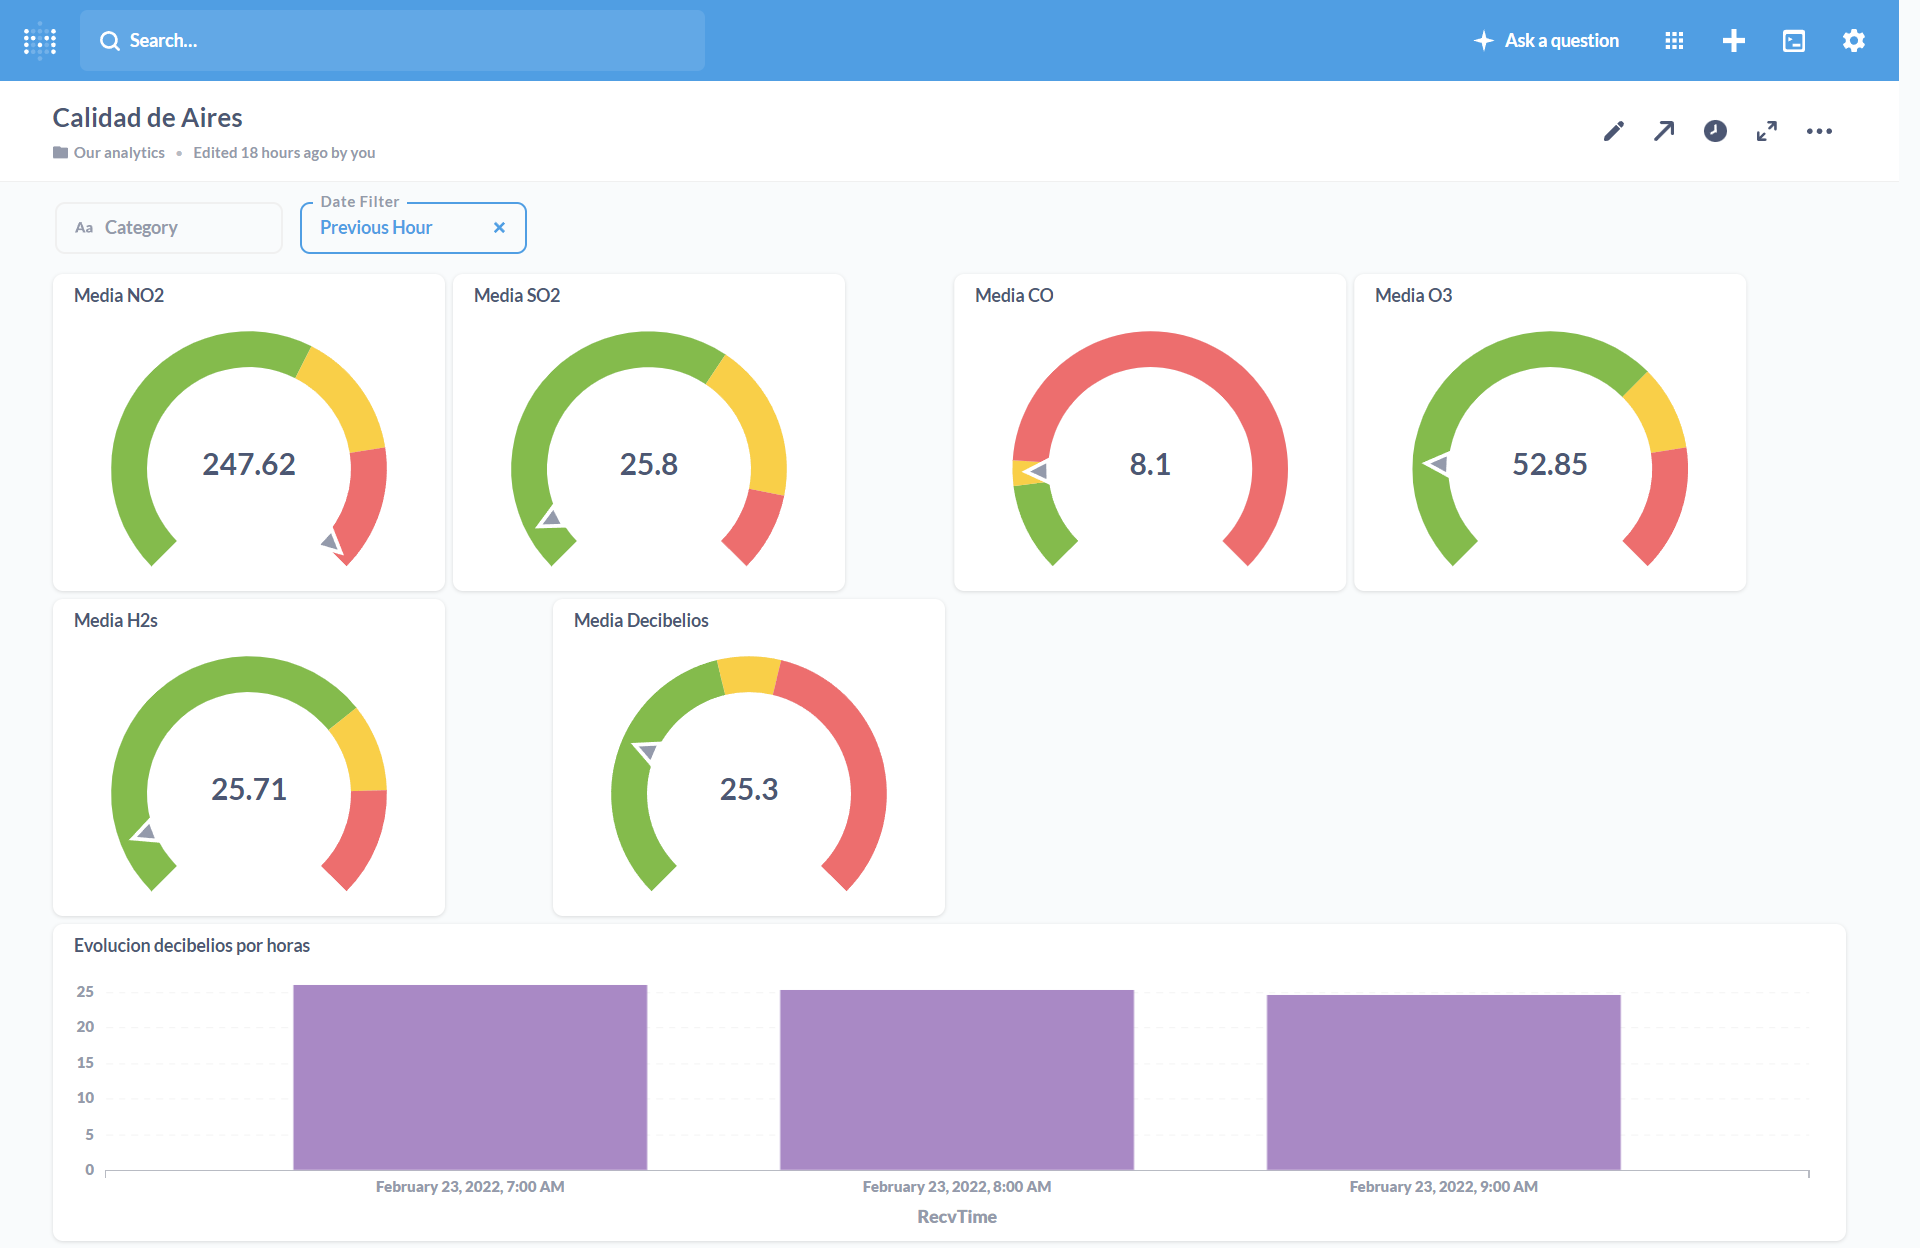 Search...
Ask a question
Calidad de Aires
Our analytics • Edited 18 hours ago by you
Date Filter
Aa Category
Previous Hour
Media NO2
Media SO2
Media CO
Media O3
247.62
25.8
8.1
52.85
Media H2s
Media Decibelios
25.71
25.3
Evolucion decibelios por horas
25
20
15
10
5
0
February 23, 2022, 7:00 AM
February 23, 2022, 8:00 AM
February 23, 2022, 9:00 AM
RecvTime